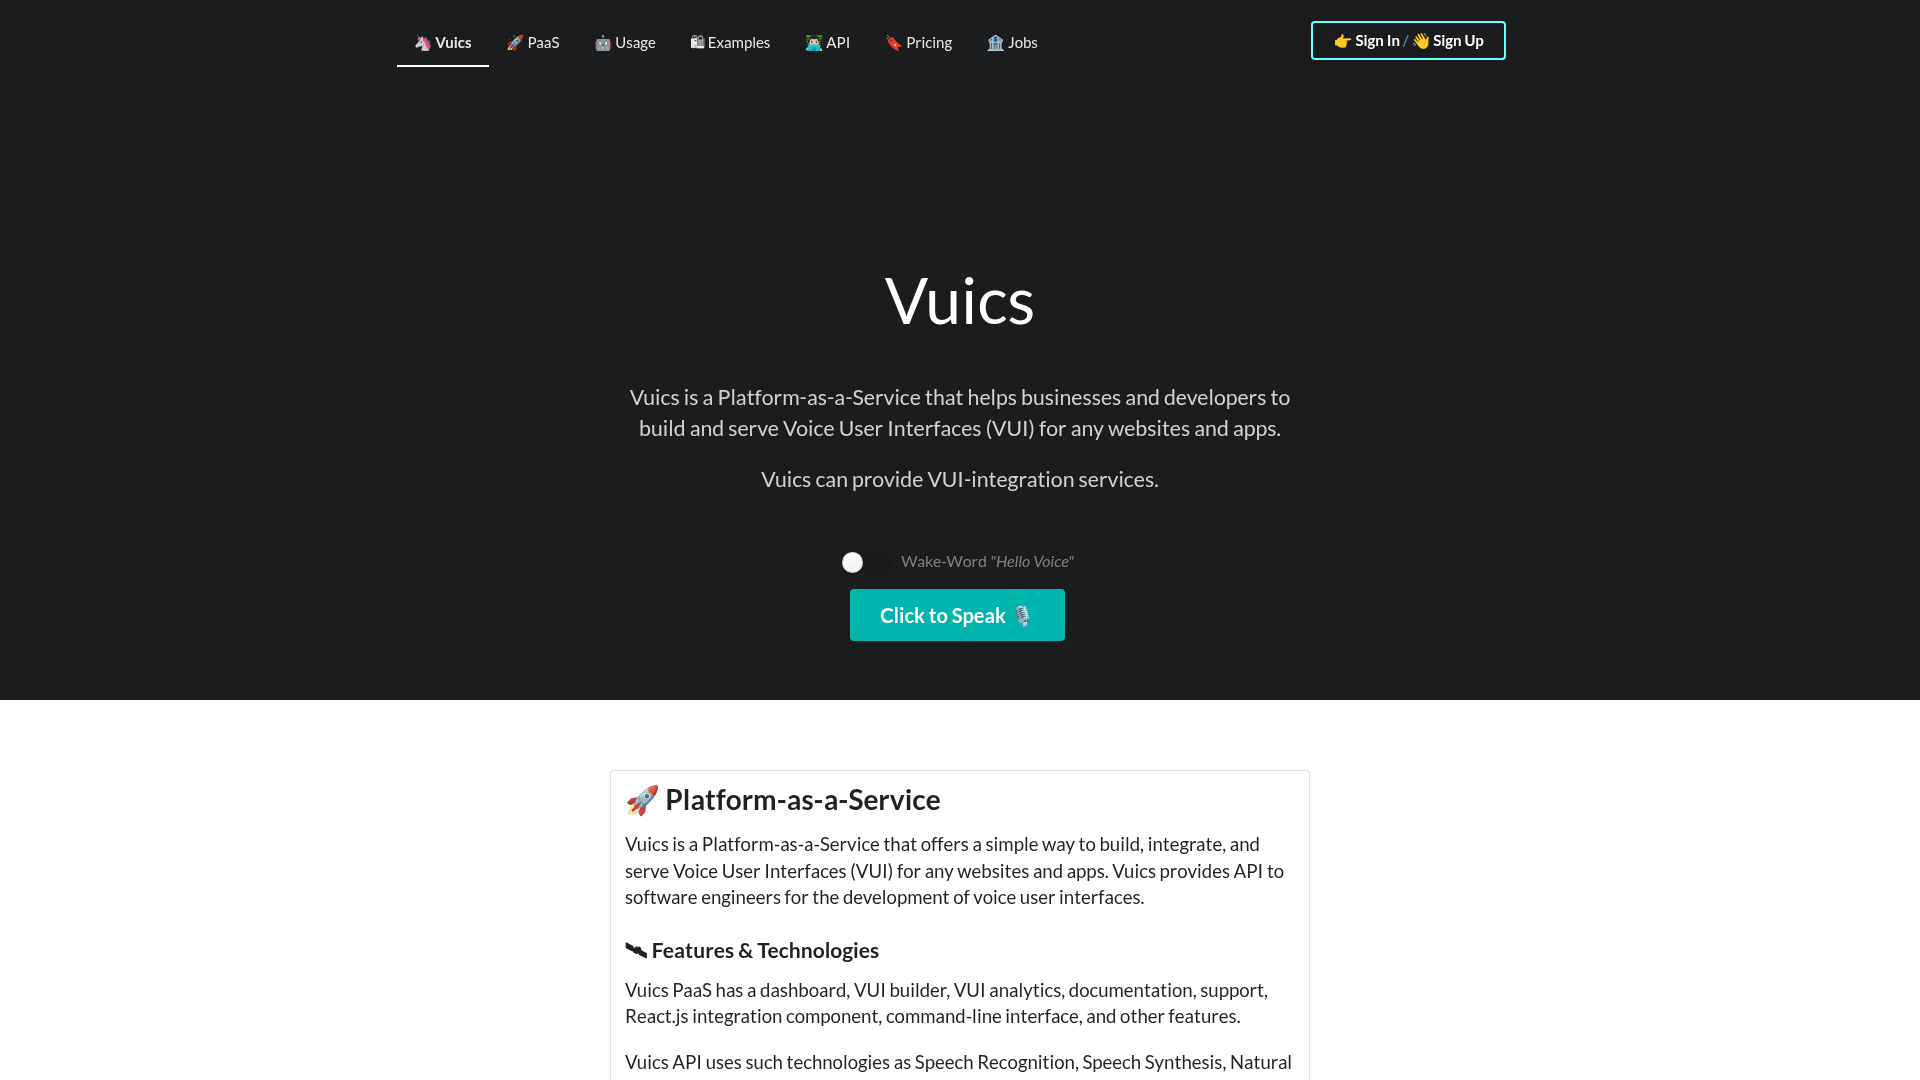 🦄 Vuics
🚀 PaaS
🤖 Usage
🛍 Examples
👨🏻‍💻 API
🔖 Pricing
🏦 Jobs
👉 Sign In / 👋 Sign Up
Vuics
Vuics is a Platform-as-a-Service that helps businesses and developers to
build and serve Voice User Interfaces (VUI) for any websites and apps.
Vuics can provide VUI-integration services.
Wake-Word "Hello Voice"
Click to Speak 🎙️
🚀 Platform-as-a-Service
Vuics is a Platform-as-a-Service that offers a simple way to build, integrate, and
serve Voice User Interfaces (VUI) for any websites and apps. Vuics provides API to
software engineers for the development of voice user interfaces.
🛰 Features & Technologies
Vuics PaaS has a dashboard, VUI builder, VUI analytics, documentation, support,
React.js integration component, command-line interface, and other features.
Vuics API uses such technologies as Speech Recognition, Speech Synthesis, Natural